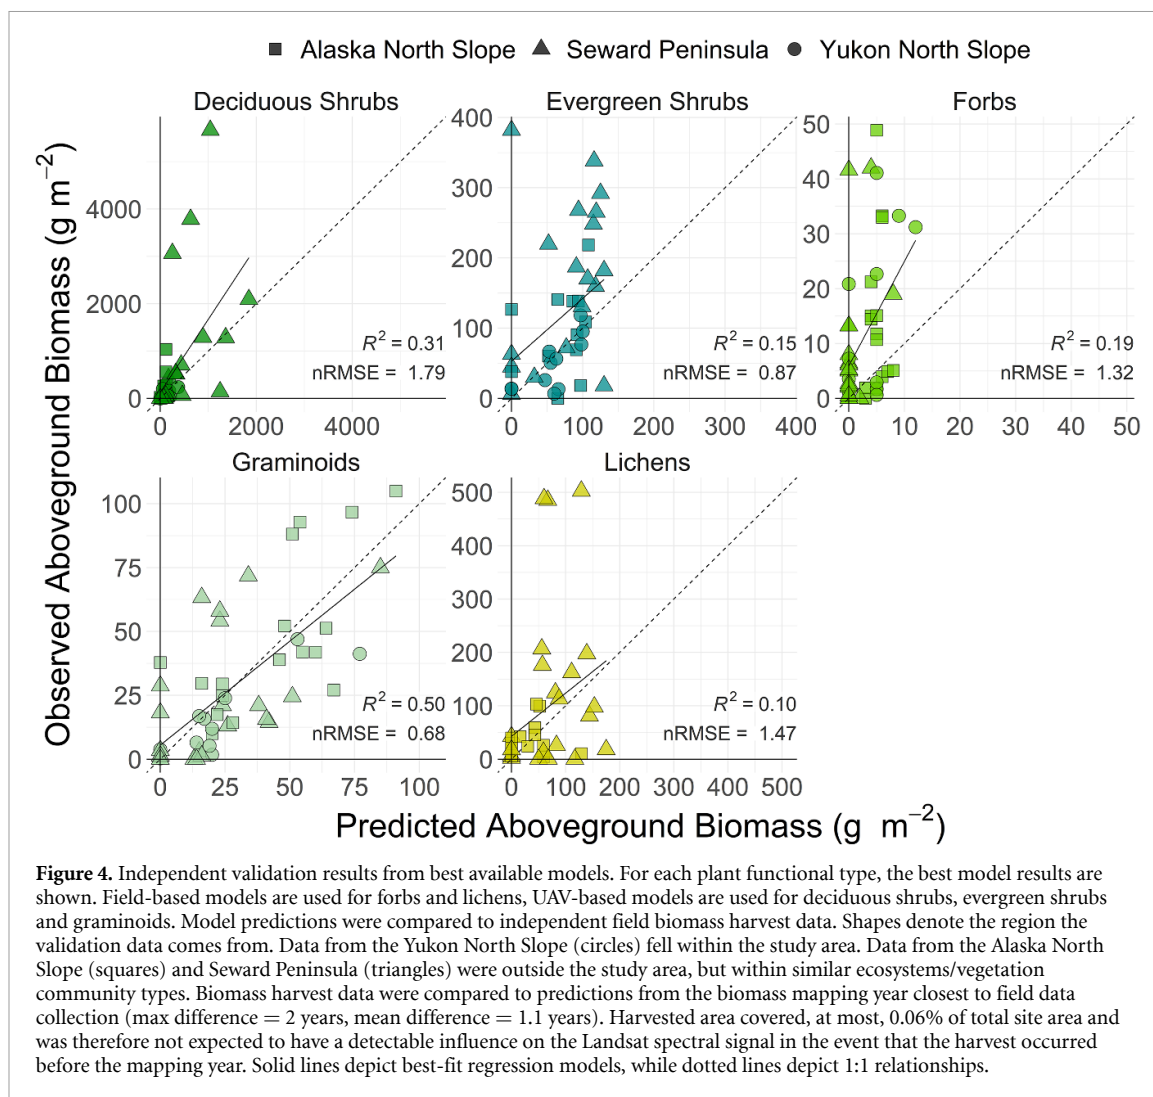 Alaska North Slope Seward Peninsula Yukon North Slope
Deciduous Shrubs
Evergreen Shrubs
Forbs
Observed Aboveground Biomass (g m−2)
4000
2000
0
0 2000 4000
R2 = 0.31
nRMSE = 1.79
400
300
200
100
0
0 100 200 300 400
R2 = 0.15
nRMSE = 0.87
50
40
30
20
10
0
0 10 20 30 40 50
R2 = 0.19
nRMSE = 1.32
Graminoids
Lichens
100
75
50
25
0
0 25 50 75 100
R2 = 0.50
nRMSE = 0.68
500
400
300
200
100
0
0 100 200 300 400 500
R2 = 0.10
nRMSE = 1.47
Predicted Aboveground Biomass (g m−2)
Figure 4. Independent validation results from best available models. For each plant functional type, the best model results are
shown. Field-based models are used for forbs and lichens, UAV-based models are used for deciduous shrubs, evergreen shrubs
and graminoids. Model predictions were compared to independent field biomass harvest data. Shapes denote the region the
validation data comes from. Data from the Yukon North Slope (circles) fell within the study area. Data from the Alaska North
Slope (squares) and Seward Peninsula (triangles) were outside the study area, but within similar ecosystems/vegetation
community types. Biomass harvest data were compared to predictions from the biomass mapping year closest to field data
collection (max difference = 2 years, mean difference = 1.1 years). Harvested area covered, at most, 0.06% of total site area and
was therefore not expected to have a detectable influence on the Landsat spectral signal in the event that the harvest occurred
before the mapping year. Solid lines depict best-fit regression models, while dotted lines depict 1:1 relationships.